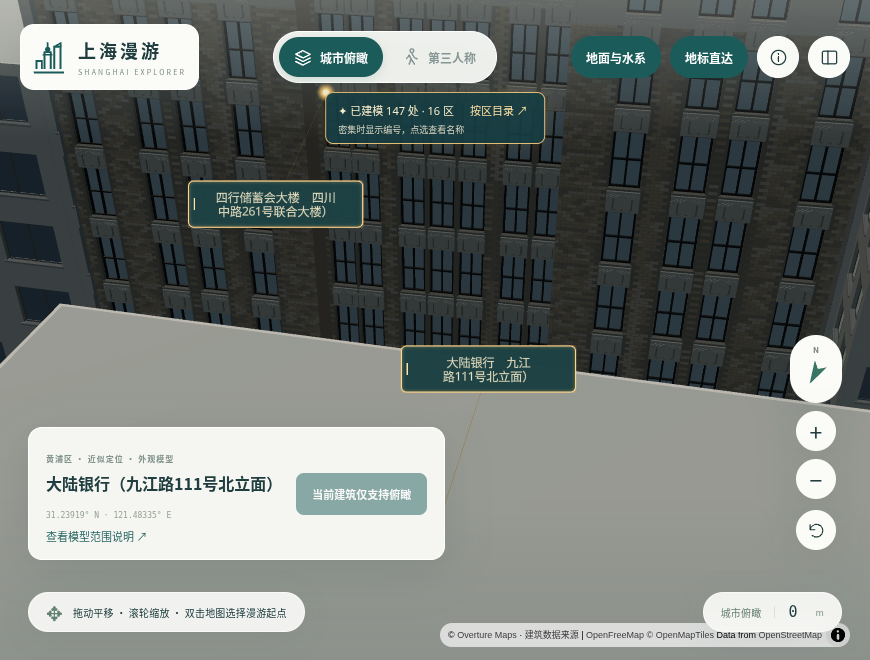 上海漫游
SHANGHAI EXPLORER
城市俯瞰
第三人称
地面与水系
地标直达
✦ 已建模 147 处 · 16 区 按区目录 ↗
密集时显示编号，点选查看名称
四行储蓄会大楼 四川
中路261号联合大楼）
大陆银行 九江
路111号北立面）
N
+
−
黄浦区 · 近似定位 · 外观模型
大陆银行（九江路111号北立面）
当前建筑仅支持俯瞰
31.23919° N · 121.48335° E
查看模型范围说明 ↗
拖动平移 · 滚轮缩放 · 双击地图选择漫游起点
城市俯瞰 0 m
© Overture Maps · 建筑数据来源 | OpenFreeMap © OpenMapTiles Data from OpenStreetMap